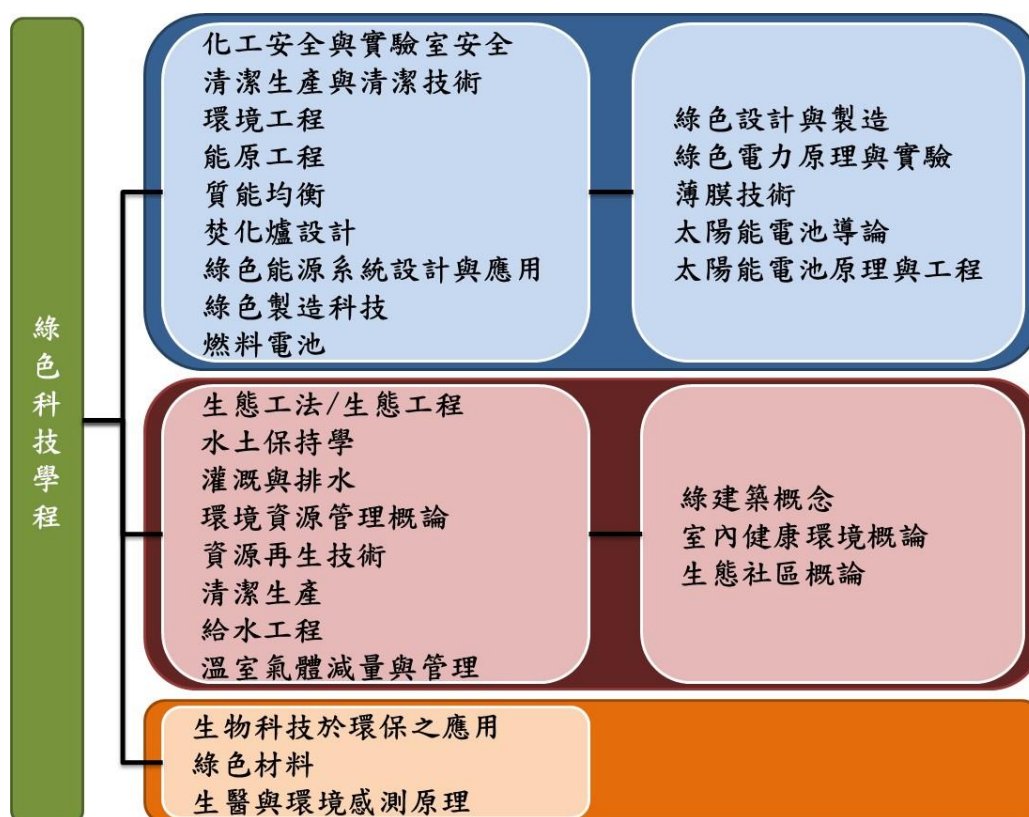 綠色科技學程
化工安全與實驗室安全
清潔生產與清潔技術
環境工程
能原工程
質能均衡
焚化爐設計
綠色能源系統設計與應用
綠色製造科技
燃料電池
綠色設計與製造
綠色電力原理與實驗
薄膜技術
太陽能電池導論
太陽能電池原理與工程
生態工法/生態工程
水土保持學
灌溉與排水
環境資源管理概論
資源再生技術
清潔生產
給水工程
溫室氣體減量與管理
綠建築概念
室內健康環境概論
生態社區概論
生物科技於環保之應用
綠色材料
生醫與環境感測原理